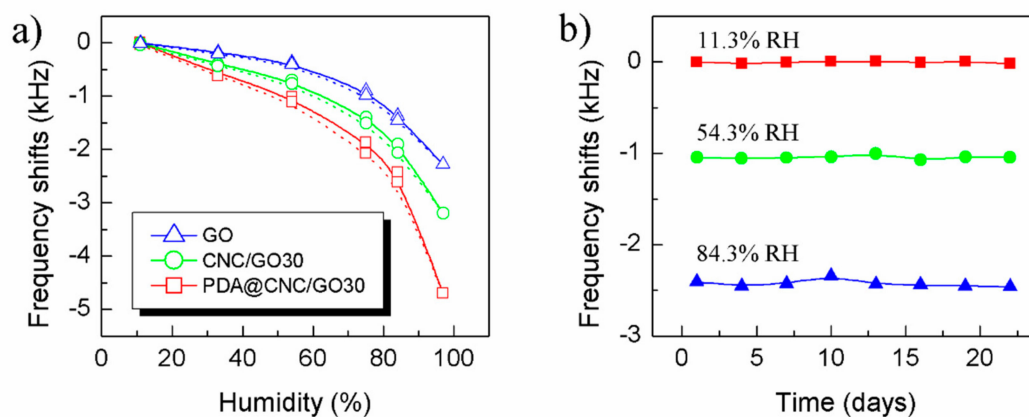 a)
Frequency shifts (kHz)
0
-1
-2
-3
-4
-5
GO
CNC/GO30
PDA@CNC/GO30
0 20 40 60 80 100
Humidity (%)
b)
Frequency shifts (kHz)
0
-1
-2
-3
11.3% RH
54.3% RH
84.3% RH
0 5 10 15 20
Time (days)